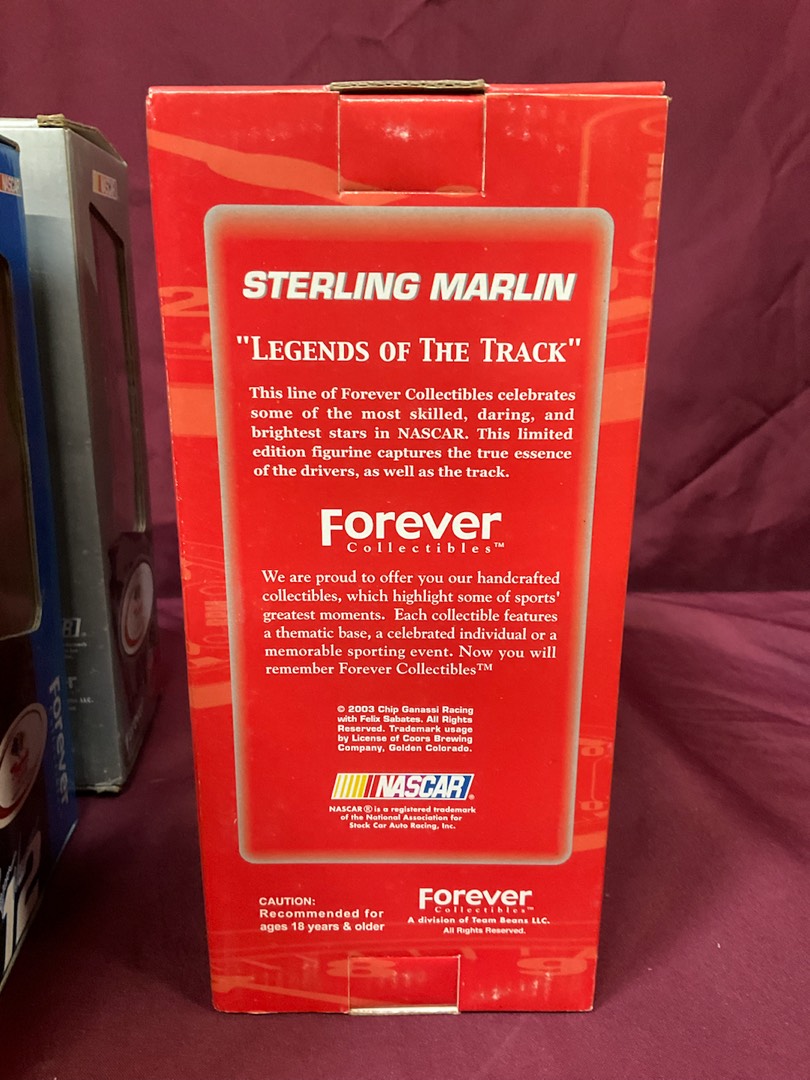 STERLING MARLIN
"LEGENDS OF THE TRACK"
This line of Forever Collectibles celebrates
some of the most skilled, daring, and
brightest stars in NASCAR. This limited
edition figurine captures the true essence
of the drivers, as well as the track.
Forever
Collectibles™
We are proud to offer you our handcrafted
collectibles, which highlight some of sports'
greatest moments. Each collectible features
a thematic base, a celebrated individual or a
memorable sporting event. Now you will
remember Forever Collectibles™
© 2003 Chip Ganassi Racing
with Felix Sabates. All Rights
Reserved. Trademark usage
by License of Coors Brewing
Company, Golden Colorado.
NASCAR®
NASCAR ® is a registered trademark
of the National Association for
Stock Car Auto Racing, Inc.
CAUTION:
Recommended for
ages 18 years & older
Forever
Collectibles™
A division of Team Beans LLC.
All Rights Reserved.
Forever
12